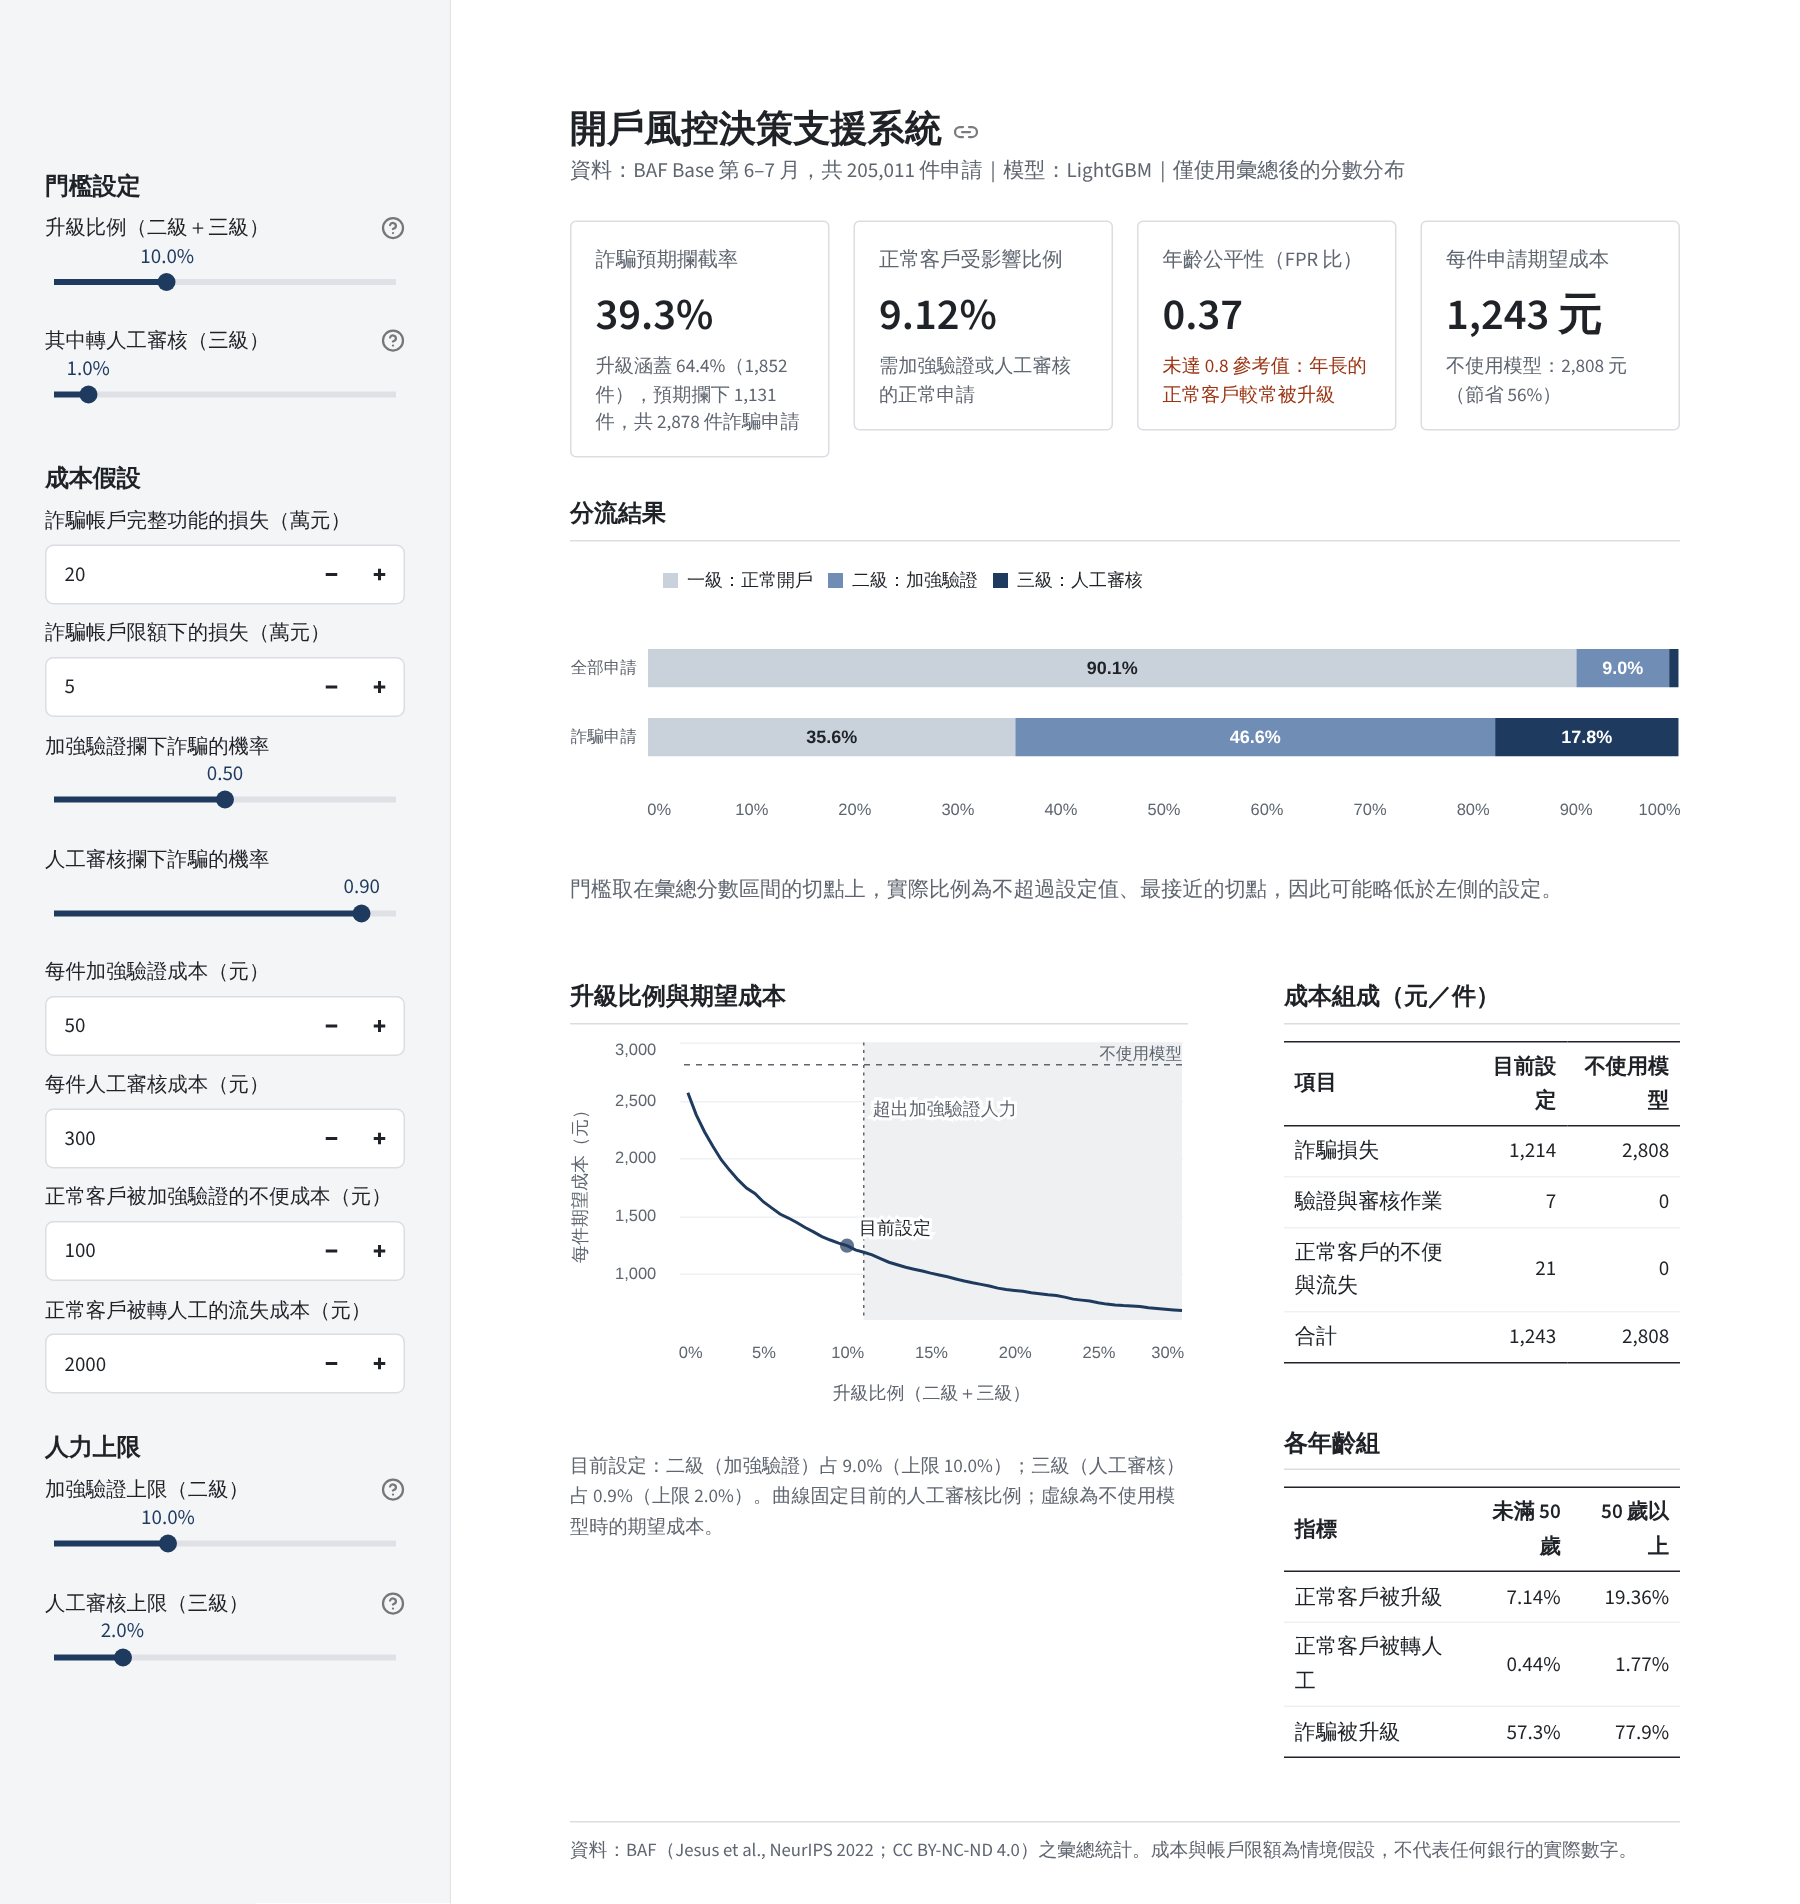 門檻設定
升級比例（二級＋三級）
10.0%
其中轉人工審核（三級）
1.0%
成本假設
詐騙帳戶完整功能的損失（萬元）
20
詐騙帳戶限額下的損失（萬元）
5
加強驗證攔下詐騙的機率
0.50
人工審核攔下詐騙的機率
0.90
每件加強驗證成本（元）
50
每件人工審核成本（元）
300
正常客戶被加強驗證的不便成本（元）
100
正常客戶被轉人工的流失成本（元）
2000
人力上限
加強驗證上限（二級）
10.0%
人工審核上限（三級）
2.0%
開戶風控決策支援系統
資料：BAF Base 第 6–7 月，共 205,011 件申請｜模型：LightGBM｜僅使用彙總後的分數分布
詐騙預期攔截率
39.3%
升級涵蓋 64.4%（1,852
件），預期攔下 1,131
件，共 2,878 件詐騙申請
正常客戶受影響比例
9.12%
需加強驗證或人工審核
的正常申請
年齡公平性（FPR 比）
0.37
未達 0.8 參考值：年長的
正常客戶較常被升級
每件申請期望成本
1,243 元
不使用模型：2,808 元
（節省 56%）
分流結果
一級：正常開戶 二級：加強驗證 三級：人工審核
全部申請 90.1% 9.0%
詐騙申請 35.6% 46.6% 17.8%
0% 10% 20% 30% 40% 50% 60% 70% 80% 90% 100%
門檻取在彙總分數區間的切點上，實際比例為不超過設定值、最接近的切點，因此可能略低於左側的設定。
升級比例與期望成本
每件期望成本（元）
3,000
2,500
2,000
1,500
1,000
不使用模型
超出加強驗證人力
目前設定
0% 5% 10% 15% 20% 25% 30%
升級比例（二級＋三級）
目前設定：二級（加強驗證）占 9.0%（上限 10.0%）；三級（人工審核）
占 0.9%（上限 2.0%）。曲線固定目前的人工審核比例；虛線為不使用模
型時的期望成本。
成本組成（元／件）
項目 目前設定 不使用模型
詐騙損失 1,214 2,808
驗證與審核作業 7 0
正常客戶的不便
與流失 21 0
合計 1,243 2,808
各年齡組
指標 未滿 50 歲 50 歲以上
正常客戶被升級 7.14% 19.36%
正常客戶被轉人
工 0.44% 1.77%
詐騙被升級 57.3% 77.9%
資料：BAF（Jesus et al., NeurIPS 2022；CC BY-NC-ND 4.0）之彙總統計。成本與帳戶限額為情境假設，不代表任何銀行的實際數字。